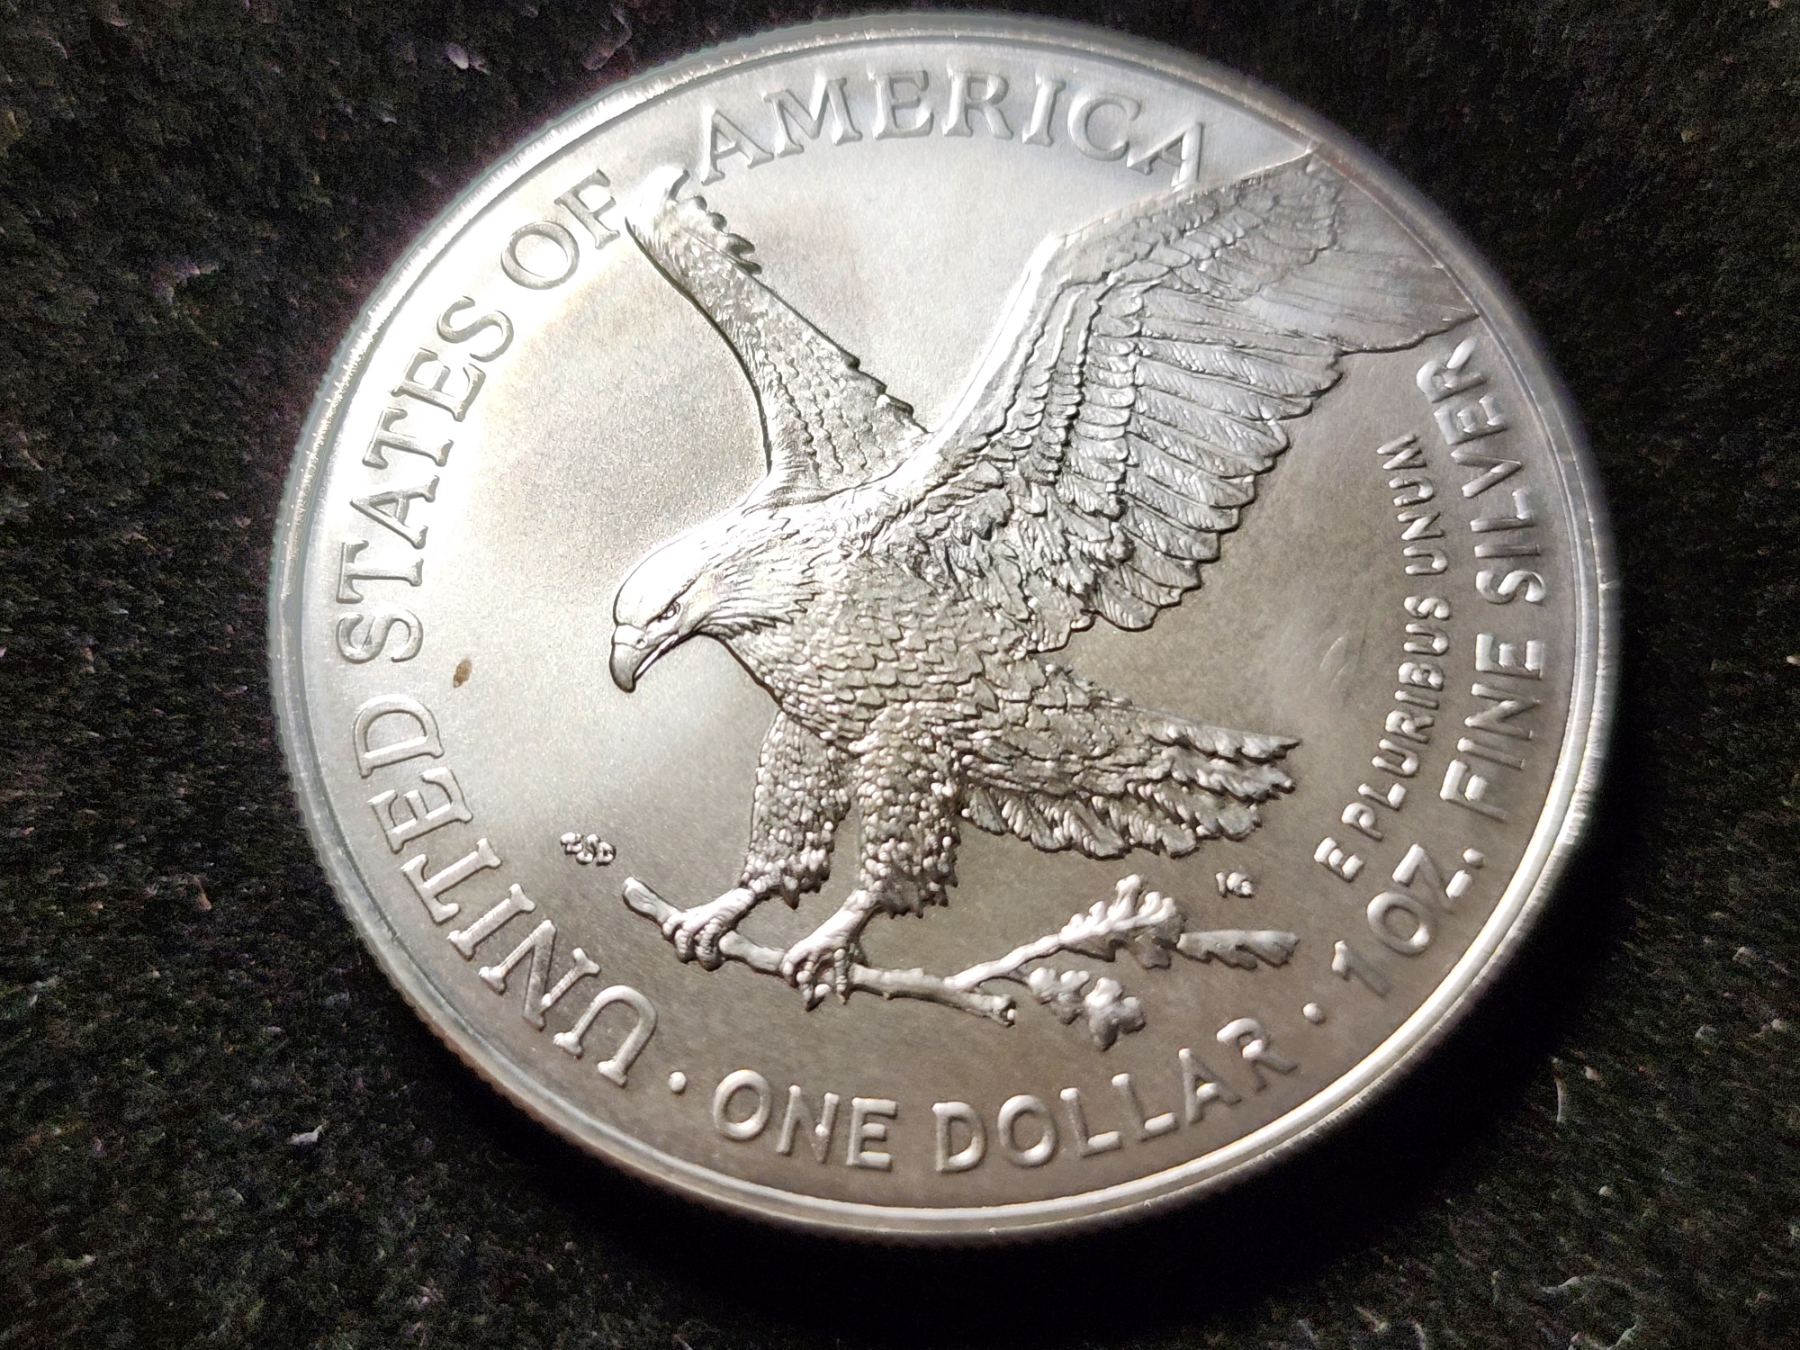 UNITED STATES OF AMERICA
E PLURIBUS UNUM
· ONE DOLLAR · 1 OZ. FINE SILVER